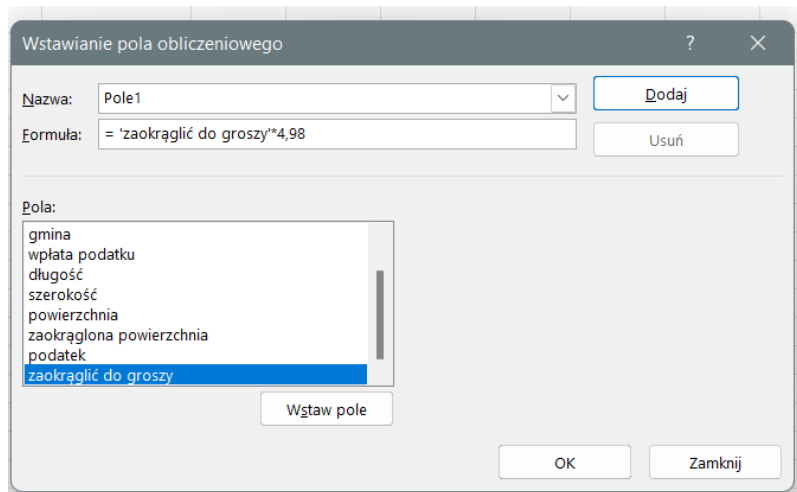 Wstawianie pola obliczeniowego ?
Nazwa: Pole1 Dodaj
Formuła: = 'zaokrąglić do groszy'*4,98 Usuń
Pola:
gmina
wpłata podatku
długość
szerokość
powierzchnia
zaokrąglona powierzchnia
podatek
zaokrąglić do groszy
Wstaw pole
OK Zamknij